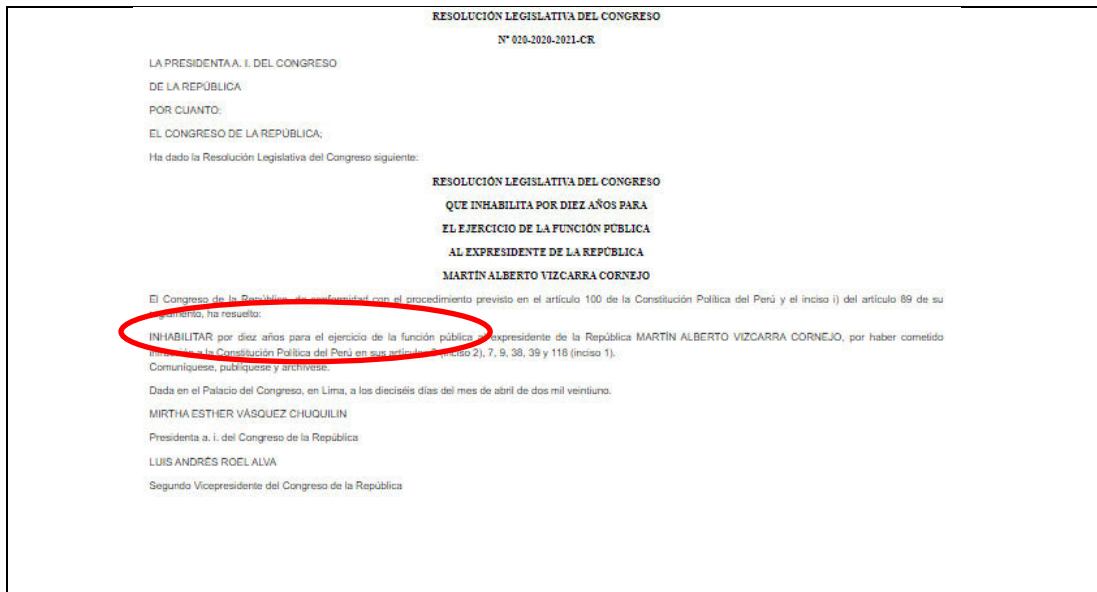 RESOLUCIÓN LEGISLATIVA DEL CONGRESO
N° 020-2020-2021-CR
LA PRESIDENTA A. I. DEL CONGRESO
DE LA REPÚBLICA
POR CUANTO:
EL CONGRESO DE LA REPÚBLICA;
Ha dado la Resolución Legislativa del Congreso siguiente:
RESOLUCIÓN LEGISLATIVA DEL CONGRESO
QUE INHABILITA POR DIEZ AÑOS PARA
EL EJERCICIO DE LA FUNCIÓN PÚBLICA
AL EXPRESIDENTE DE LA REPÚBLICA
MARTÍN ALBERTO VIZCARRA CORNEJO
El Congreso de la República, de conformidad con el procedimiento previsto en el artículo 100 de la Constitución Política del Perú y el inciso i) del artículo 89 de su
reglamento, ha resuelto:
INHABILITAR por diez años para el ejercicio de la función pública al expresidente de la República MARTÍN ALBERTO VIZCARRA CORNEJO, por haber cometido
infracción a la Constitución Política del Perú en sus artículos (inciso 2), 7, 9, 38, 39 y 118 (inciso 1).
Comuníquese, publíquese y archívese.
Dada en el Palacio del Congreso, en Lima, a los dieciséis días del mes de abril de dos mil veintiuno.
MIRTHA ESTHER VÁSQUEZ CHUQUILIN
Presidenta a. i. del Congreso de la República
LUIS ANDRÉS ROEL ALVA
Segundo Vicepresidente del Congreso de la República